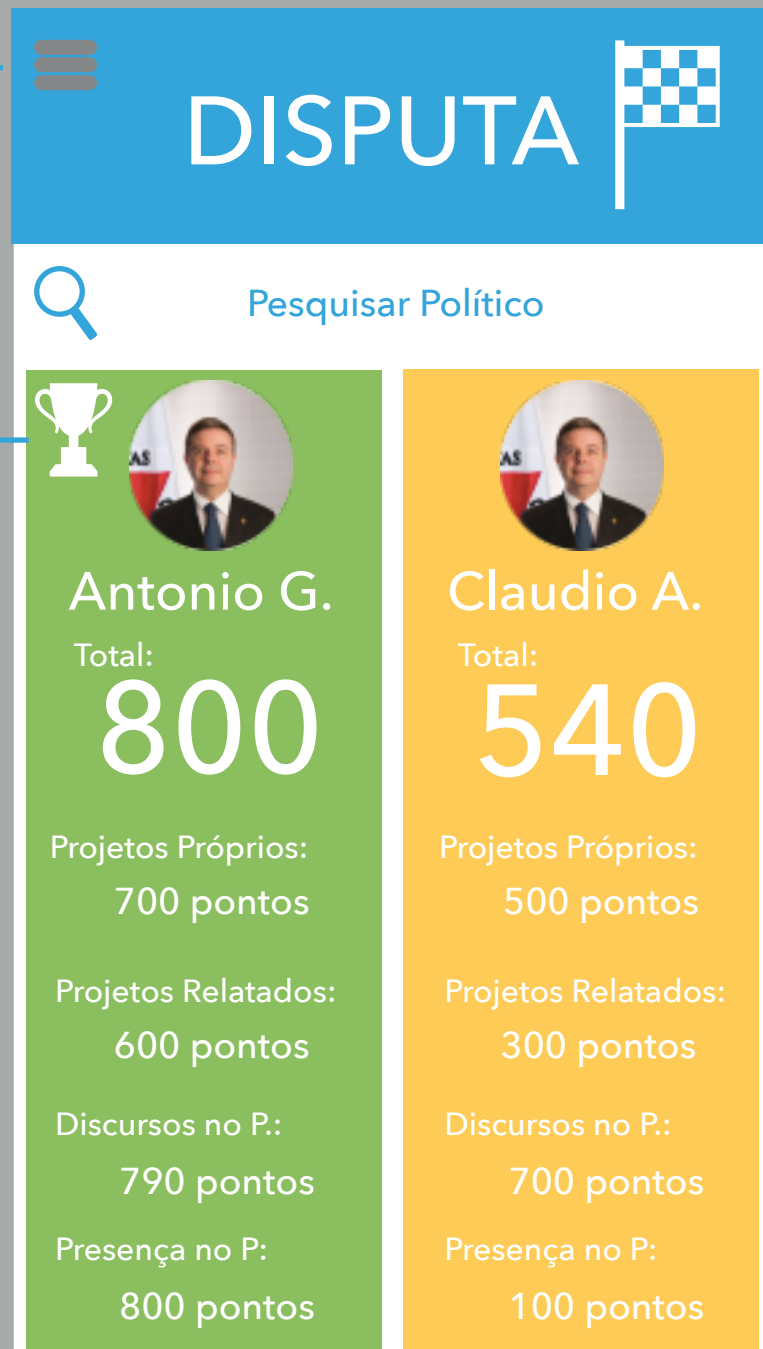 DISPUTA
Pesquisar Político
AS
Antonio G.
Total:
800
Projetos Próprios:
700 pontos
Projetos Relatados:
600 pontos
Discursos no P.:
790 pontos
Presença no P:
800 pontos
AS
Claudio A.
Total:
540
Projetos Próprios:
500 pontos
Projetos Relatados:
300 pontos
Discursos no P.:
700 pontos
Presença no P:
100 pontos